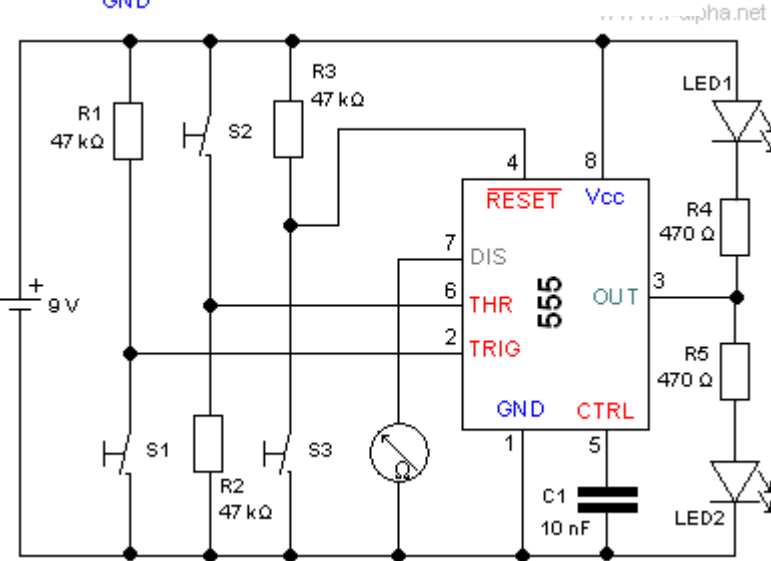 GND
R3
47 kΩ
LED1
R1
47 kΩ
S2
4
8
RESET
Vcc
R4
470 Ω
7
DIS
555
+
9 V
6
THR
OUT
3
2
TRIG
R5
470 Ω
GND
CTRL
1
5
S1
S3
Ω
R2
47 kΩ
C1
10 nF
LED2